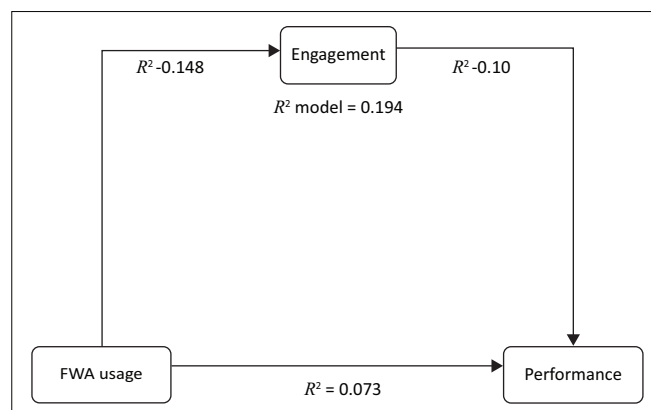 Engagement
R² -0.148
R² -0.10
R² model = 0.194
FWA usage
Performance
R² = 0.073